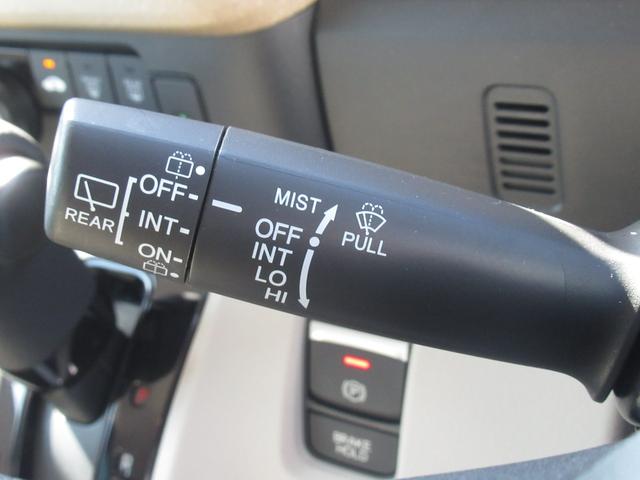 REAR
OFF
INT
ON
MIST
OFF
INT
LO
HI
PULL
P
BRAKE
HOLD
R